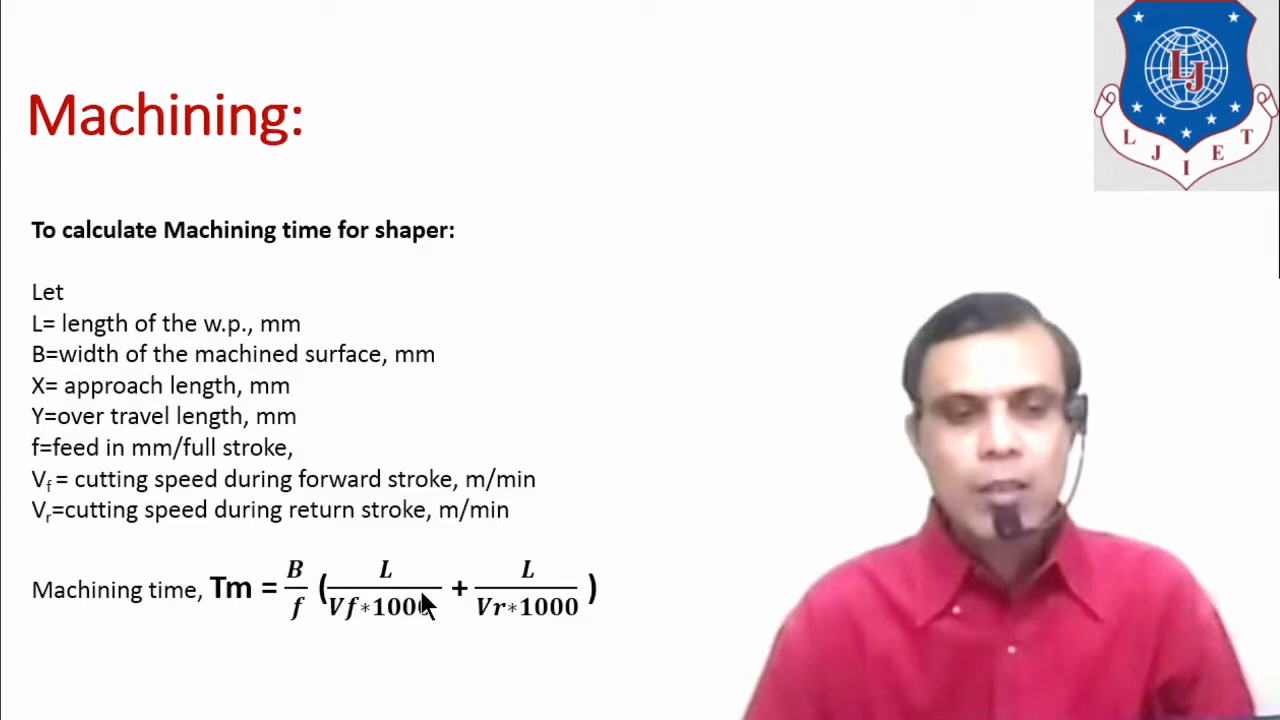 Machining:
LJ
L J I E T
To calculate Machining time for shaper:
Let
L= length of the w.p., mm
B=width of the machined surface, mm
X= approach length, mm
Y=over travel length, mm
f=feed in mm/full stroke,
Vf = cutting speed during forward stroke, m/min
Vr=cutting speed during return stroke, m/min
Machining time, Tm = B/f (L/Vf*1000 + L/Vr*1000)